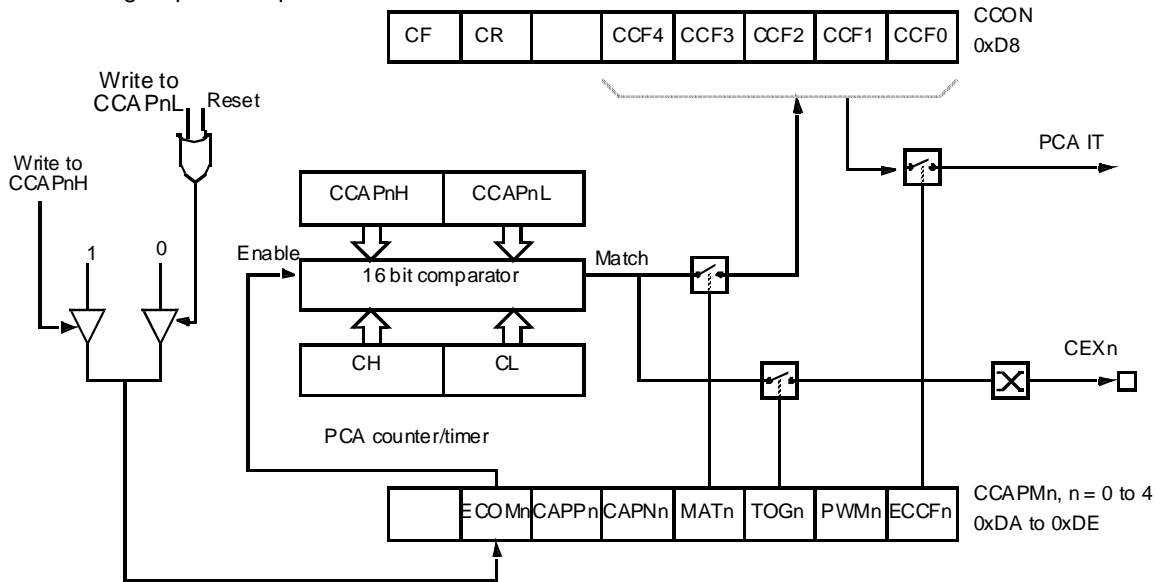 CF CR CCF4 CCF3 CCF2 CCF1 CCF0
CCON
0xD8
Write to
CCAPnL
Reset
Write to
CCAPnH
PCA IT
CCAPnH CCAPnL
1 0
Enable
16 bit comparator
Match
CH CL
CEXn
PCA counter/timer
ECOMn CAPPn CAPNn MATn TOGn PWMn ECCFn
CCAPMn, n = 0 to 4
0xDA to 0xDE